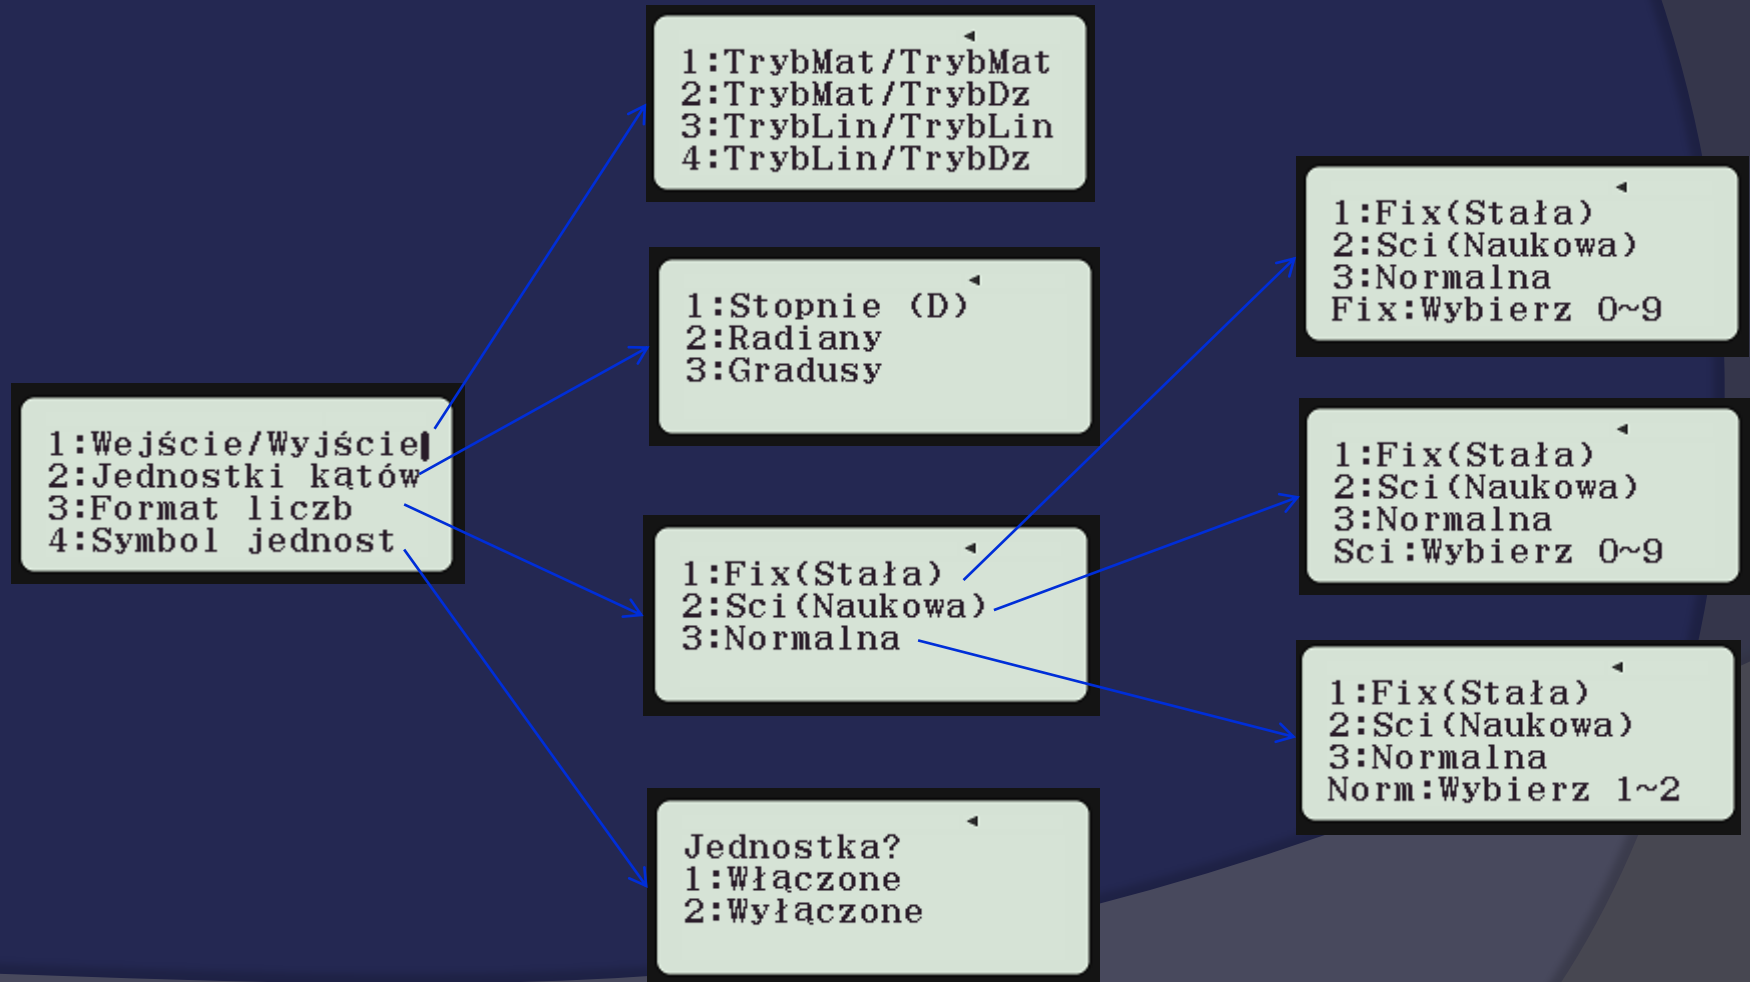 1:Wejście/Wyjście
2:Jednostki kątów
3:Format liczb
4:Symbol jednost
1:TrybMat/TrybMat
2:TrybMat/TrybDz
3:TrybLin/TrybLin
4:TrybLin/TrybDz
1:Stopnie (D)
2:Radiany
3:Gradusy
1:Fix(Stała)
2:Sci(Naukowa)
3:Normalna
Jednostka?
1:Włączone
2:Wyłączone
1:Fix(Stała)
2:Sci(Naukowa)
3:Normalna
Fix:Wybierz 0~9
1:Fix(Stała)
2:Sci(Naukowa)
3:Normalna
Sci:Wybierz 0~9
1:Fix(Stała)
2:Sci(Naukowa)
3:Normalna
Norm:Wybierz 1~2